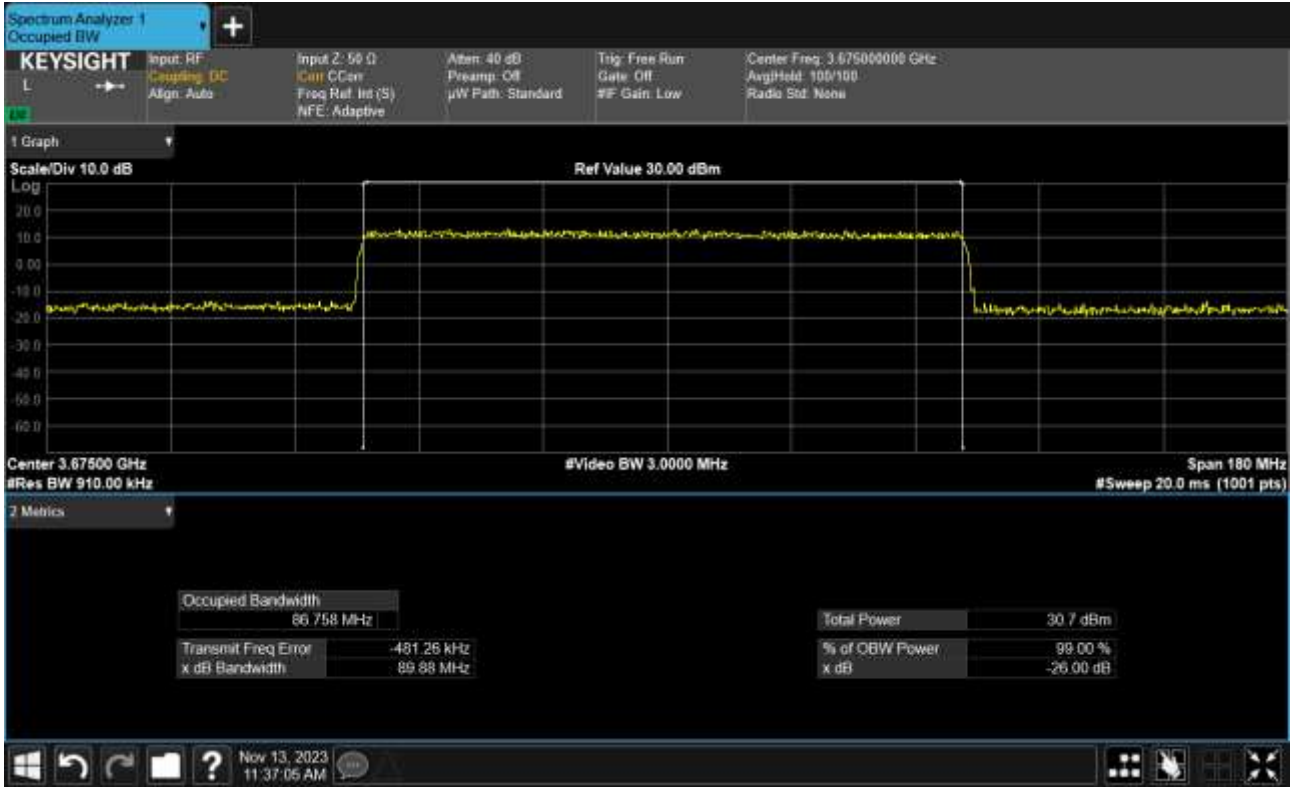 Spectrum Analyzer 1
Occupied BW
+
KEYSIGHT
L
Input: RF
Coupling: DC
Align: Auto
Input Z: 50 Ω
Corr CCorr
Freq Ref: Int (S)
NFE: Adaptive
Atten: 40 dB
Preamp: Off
µW Path: Standard
Trig: Free Run
Gate: Off
#IF Gain: Low
Center Freq: 3.675000000 GHz
Avg|Hold: 100/100
Radio Std: None
1 Graph
Scale/Div 10.0 dB
Ref Value 30.00 dBm
Log
20.0
10.0
0.00
-10.0
-20.0
-30.0
-40.0
-50.0
-60.0
Center 3.67500 GHz
#Video BW 3.0000 MHz
Span 180 MHz
#Res BW 910.00 kHz
#Sweep 20.0 ms (1001 pts)
2 Metrics
Occupied Bandwidth
86.758 MHz
Total Power 30.7 dBm
Transmit Freq Error -481.26 kHz
% of OBW Power 99.00 %
x dB Bandwidth 89.88 MHz
x dB -26.00 dB
?
Nov 13, 2023
11:37:05 AM